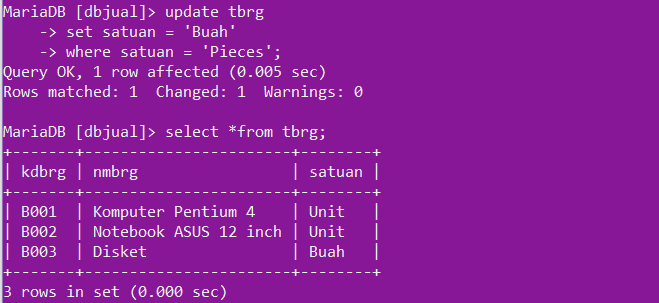 MariaDB [dbjual]> update tbrg
    -> set satuan = 'Buah'
    -> where satuan = 'Pieces';
Query OK, 1 row affected (0.005 sec)
Rows matched: 1  Changed: 1  Warnings: 0

MariaDB [dbjual]> select *from tbrg;
+-------+-----------------------+--------+
| kdbrg | nmbrg                 | satuan |
+-------+-----------------------+--------+
| B001  | Komputer Pentium 4    | Unit   |
| B002  | Notebook ASUS 12 inch | Unit   |
| B003  | Disket                | Buah   |
+-------+-----------------------+--------+
3 rows in set (0.000 sec)